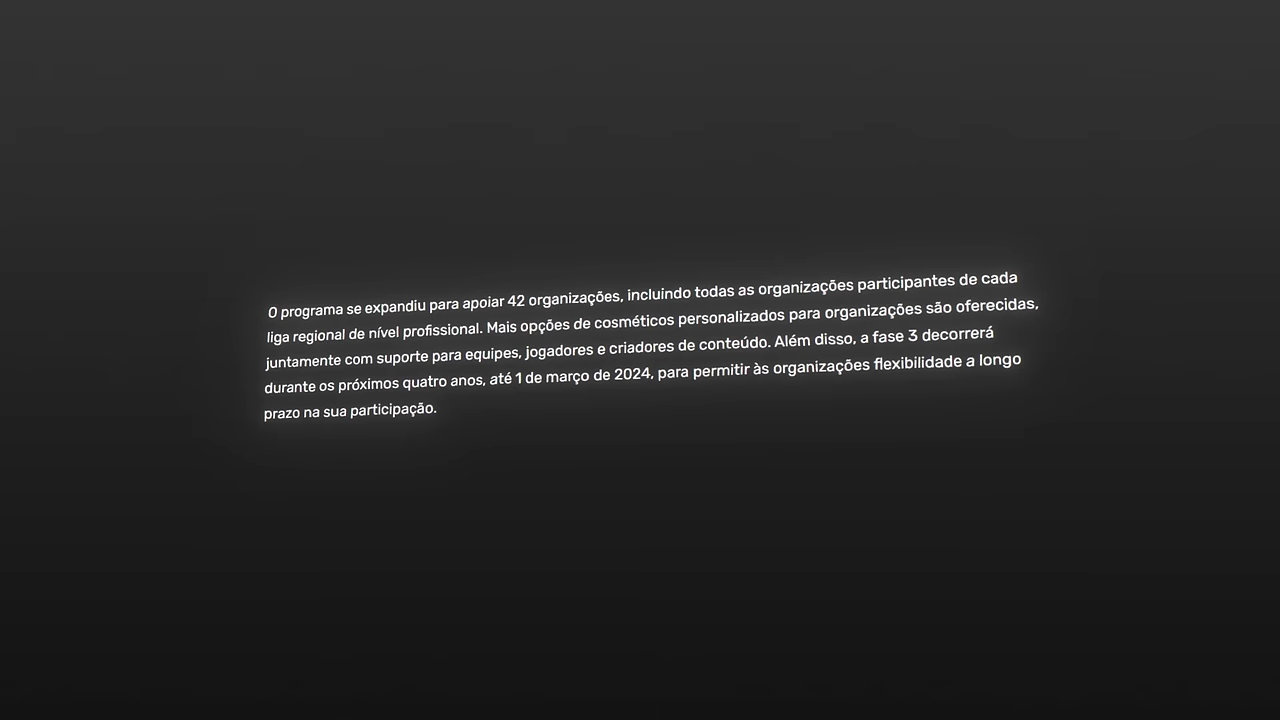 O programa se expandiu para apoiar 42 organizações, incluindo todas as organizações participantes de cada
liga regional de nível profissional. Mais opções de cosméticos personalizados para organizações são oferecidas,
juntamente com suporte para equipes, jogadores e criadores de conteúdo. Além disso, a fase 3 decorrerá
durante os próximos quatro anos, até 1 de março de 2024, para permitir às organizações flexibilidade a longo
prazo na sua participação.